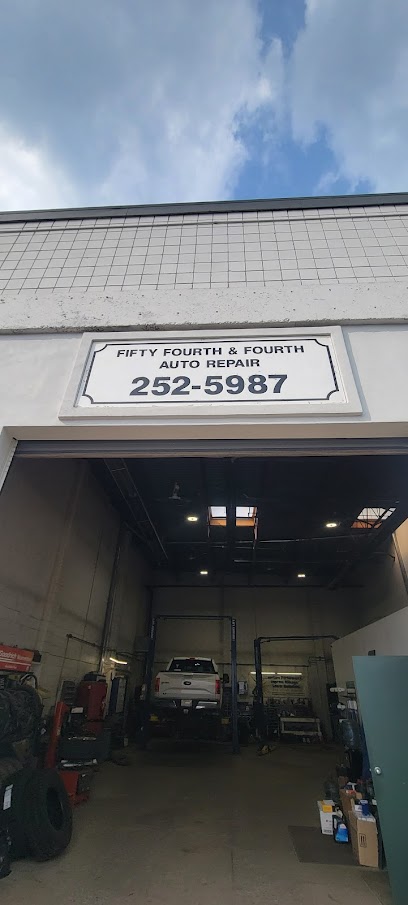 FIFTY FOURTH & FOURTH
AUTO REPAIR
252-5987